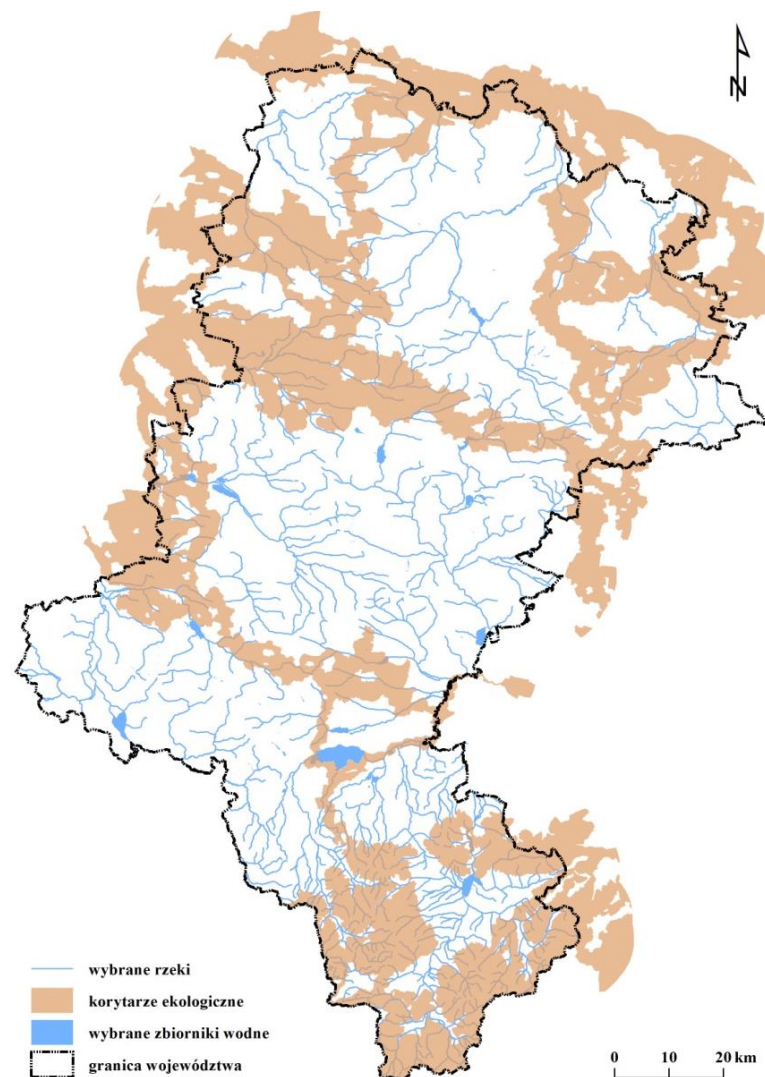 N
wybrane rzeki
korytarze ekologiczne
wybrane zbiorniki wodne
granica województwa
0 10 20 km